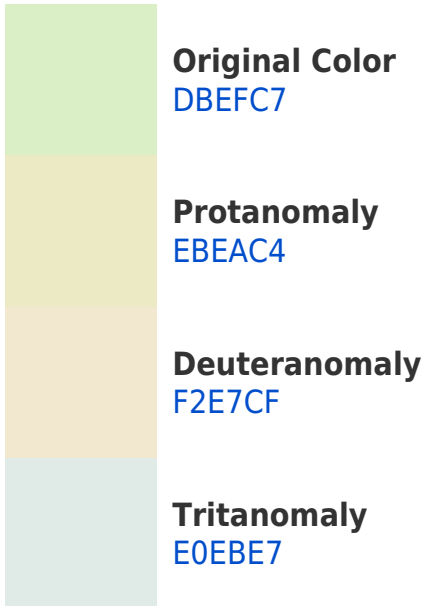 Original Color
DBEFC7
Protanomaly
EBEAC4
Deuteranomaly
F2E7CF
Tritanomaly
E0EBE7